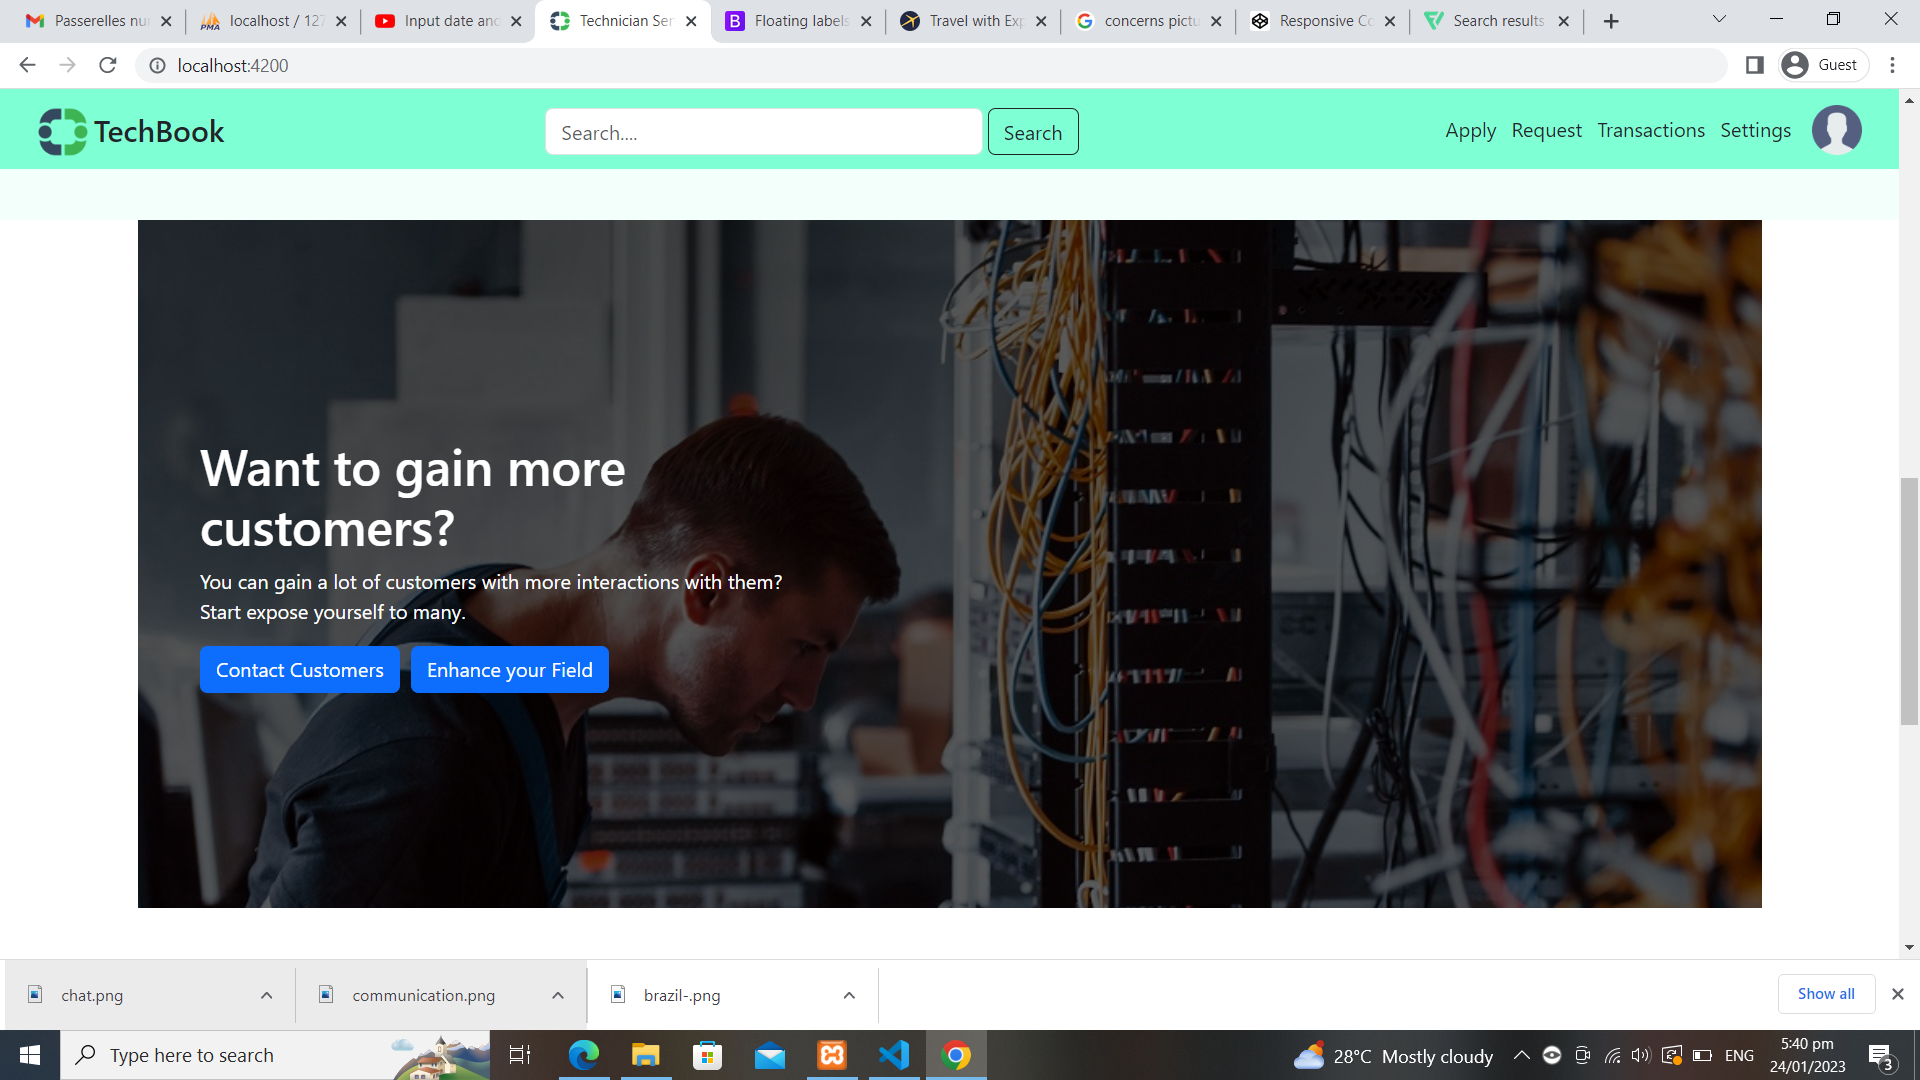 Passerelles nu
localhost / 127
Input date and
Technician Ser
Floating labels
Travel with Exp
concerns pictu
Responsive Co
Search results
localhost:4200
Guest
TechBook
Search....
Search
Apply
Request
Transactions
Settings
Want to gain more
customers?
You can gain a lot of customers with more interactions with them?
Start expose yourself to many.
Contact Customers
Enhance your Field
chat.png
communication.png
brazil-.png
Show all
Type here to search
28°C Mostly cloudy
ENG
5:40 pm
24/01/2023
3